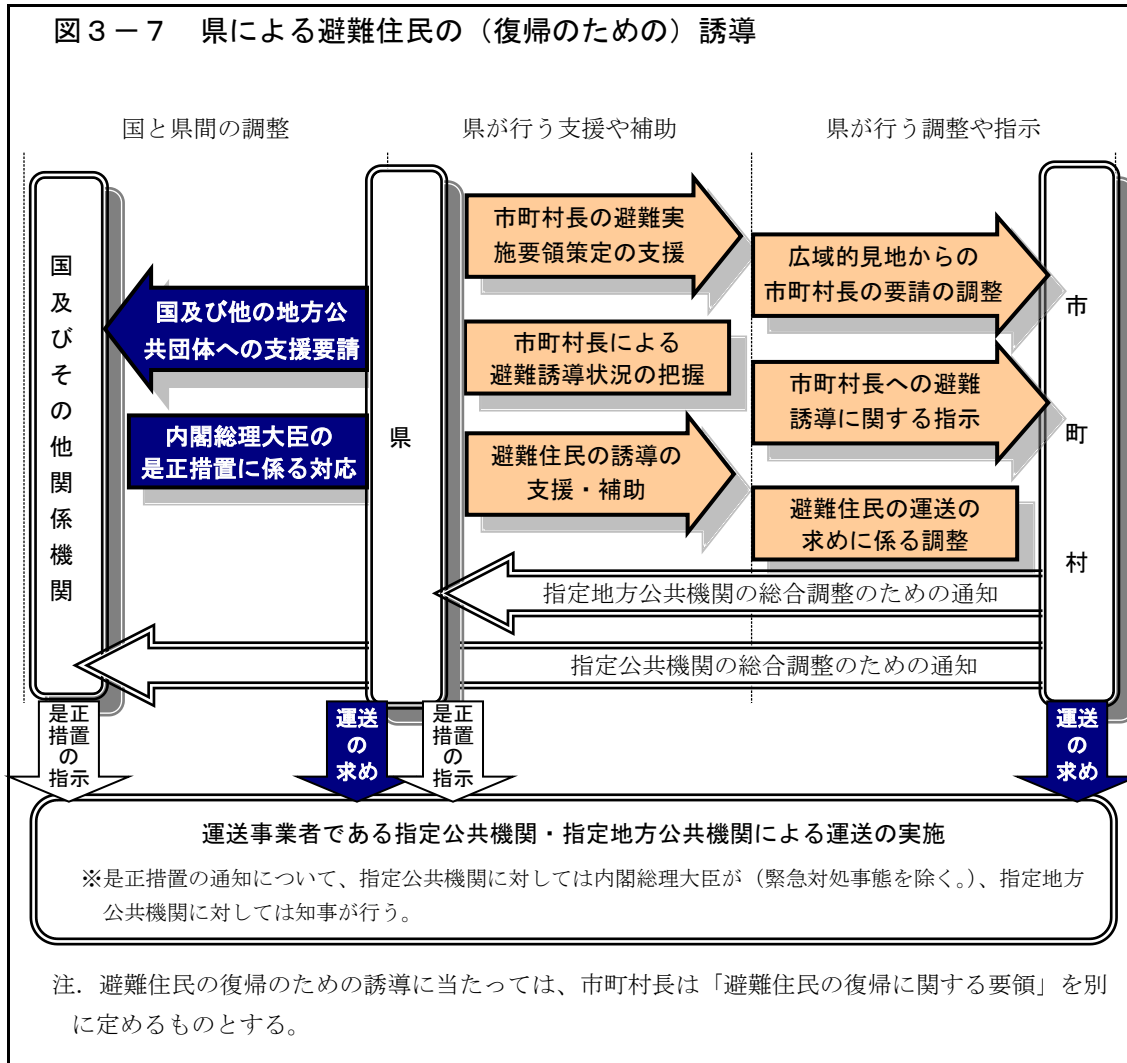 図3－7　県による避難住民の（復帰のための）誘導
国と県間の調整
県が行う支援や補助
県が行う調整や指示
国及びその他関係機関
県
市町村
国及び他の地方公
共団体への支援要請
内閣総理大臣の
是正措置に係る対応
市町村長の避難実
施要領策定の支援
市町村長による
避難誘導状況の把握
避難住民の誘導の
支援・補助
広域的見地からの
市町村長の要請の調整
市町村長への避難
誘導に関する指示
避難住民の運送の
求めに係る調整
指定地方公共機関の総合調整のための通知
指定公共機関の総合調整のための通知
是正
措置
の
指示
運送
の
求め
是正
措置
の
指示
運送
の
求め
運送事業者である指定公共機関・指定地方公共機関による運送の実施
※是正措置の通知について、指定公共機関に対しては内閣総理大臣が（緊急対処事態を除く。）、指定地方
公共機関に対しては知事が行う。
注．避難住民の復帰のための誘導に当たっては、市町村長は「避難住民の復帰に関する要領」を別
に定めるものとする。